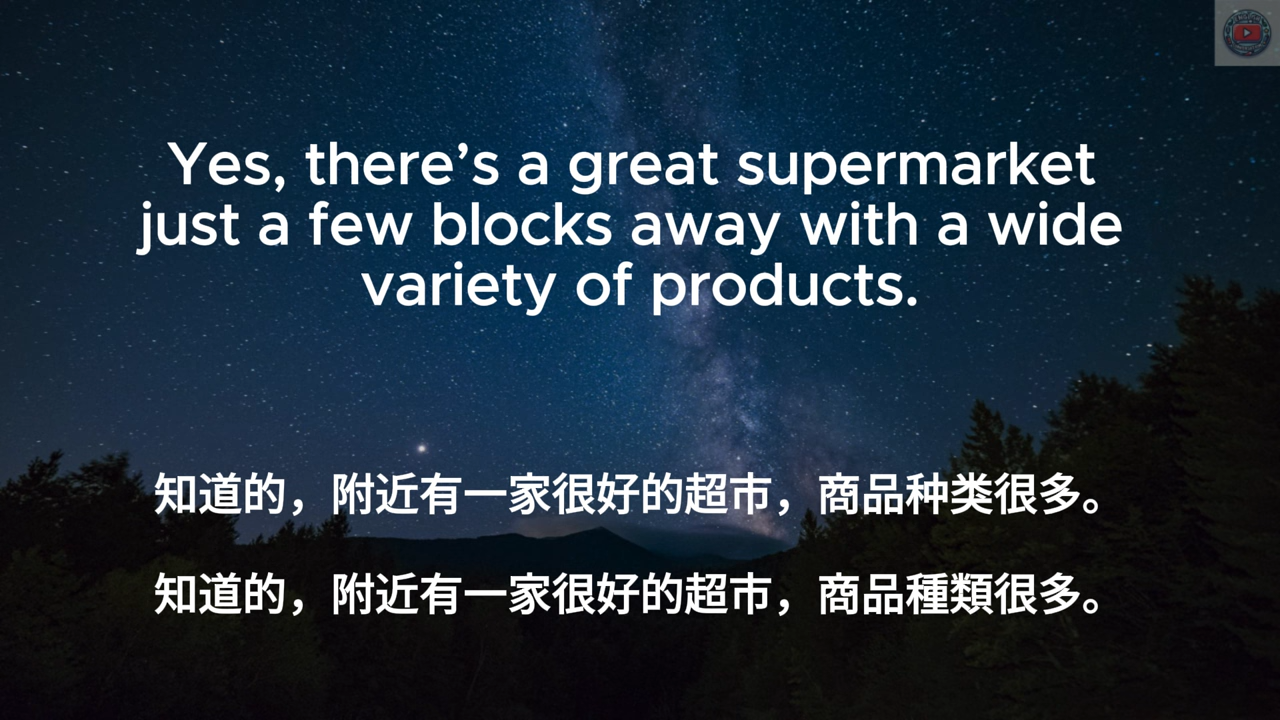 Yes, there’s a great supermarket
just a few blocks away with a wide
variety of products.
知道的，附近有一家很好的超市，商品种类很多。
知道的，附近有一家很好的超市，商品種類很多。